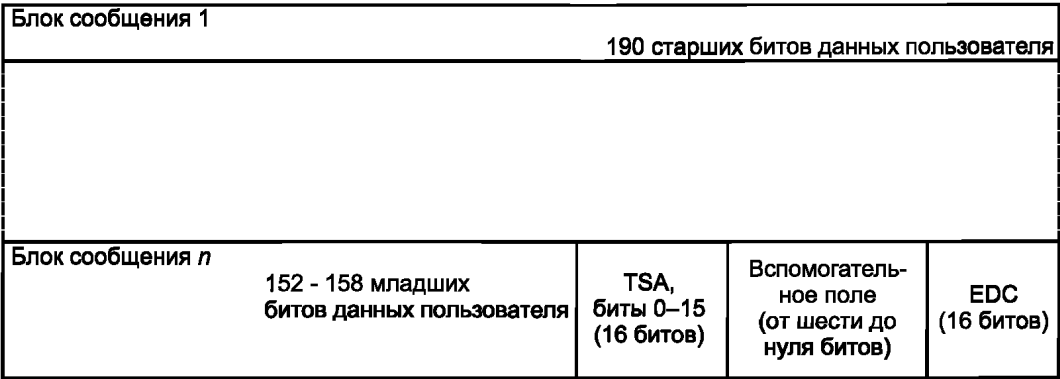 Блок сообщения 1
190 старших битов данных пользователя
Блок сообщения n
152 - 158 младших
битов данных пользователя
TSA,
биты 0–15
(16 битов)
Вспомогатель-
ное поле
(от шести до
нуля битов)
EDC
(16 битов)